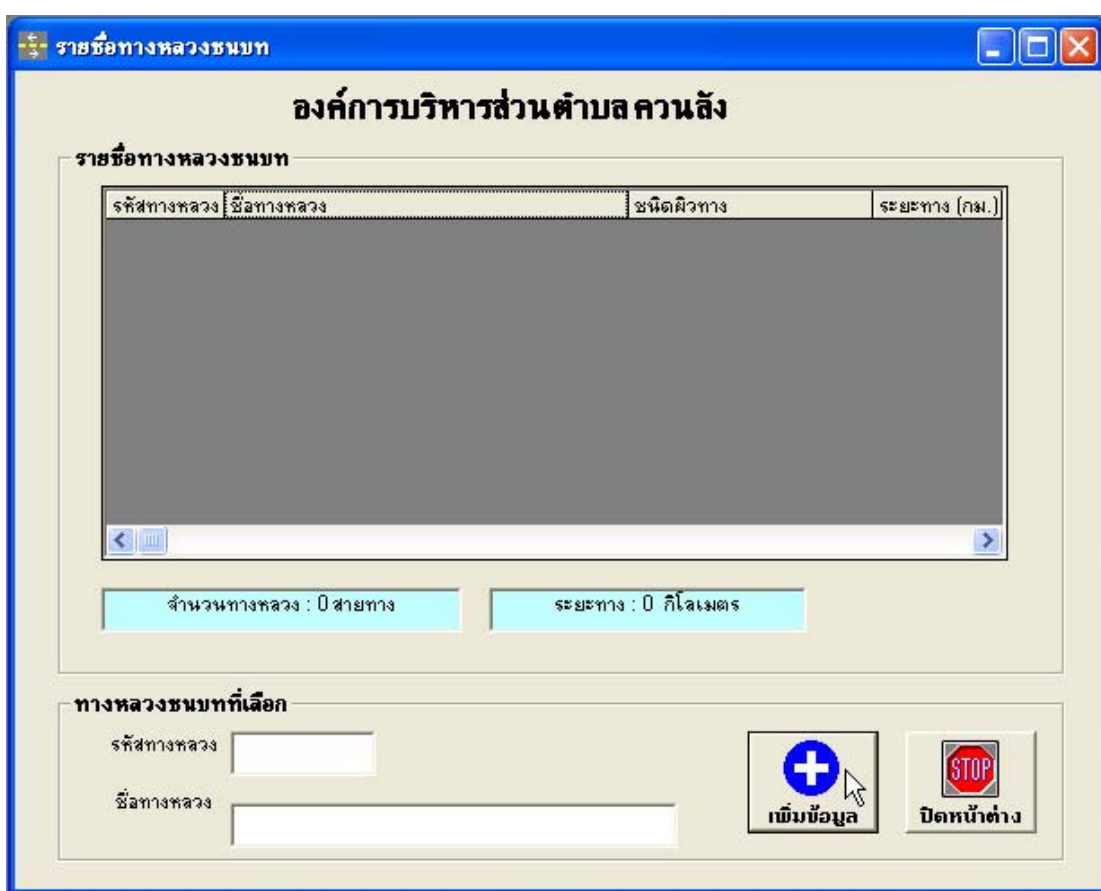 รายชื่อทางหลวงชนบท
องค์การบริหารส่วนตำบลควนลัง
รายชื่อทางหลวงชนบท
รหัสทางหลวง ชื่อทางหลวง ชนิดผิวทาง ระยะทาง (กม.)
จำนวนทางหลวง : 0 สายทาง ระยะทาง : 0 กิโลเมตร
ทางหลวงชนบทที่เลือก
รหัสทางหลวง
ชื่อทางหลวง
STOP
เพิ่มข้อมูล ปิดหน้าต่าง